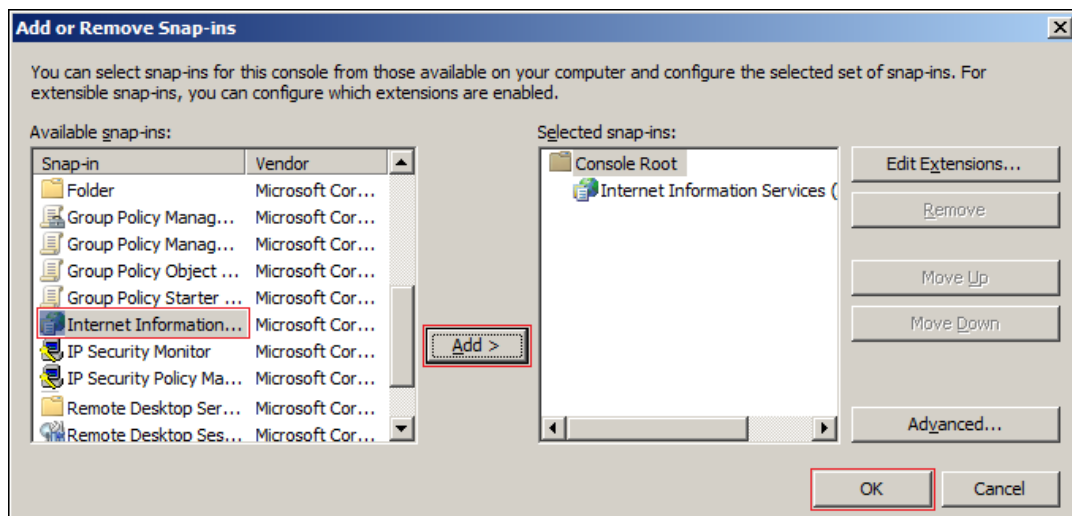 Add or Remove Snap-ins
You can select snap-ins for this console from those available on your computer and configure the selected set of snap-ins. For
extensible snap-ins, you can configure which extensions are enabled.
Available snap-ins:
Snap-in Vendor
Folder Microsoft Cor...
Group Policy Manag... Microsoft Cor...
Group Policy Manag... Microsoft Cor...
Group Policy Object ... Microsoft Cor...
Group Policy Starter ... Microsoft Cor...
Internet Information... Microsoft Cor...
IP Security Monitor Microsoft Cor...
IP Security Policy Ma... Microsoft Cor...
Remote Desktop Ser... Microsoft Cor...
Remote Desktop Ses... Microsoft Cor...
Add >
Selected snap-ins:
Console Root
Internet Information Services (
Edit Extensions...
Remove
Move Up
Move Down
Advanced...
OK
Cancel